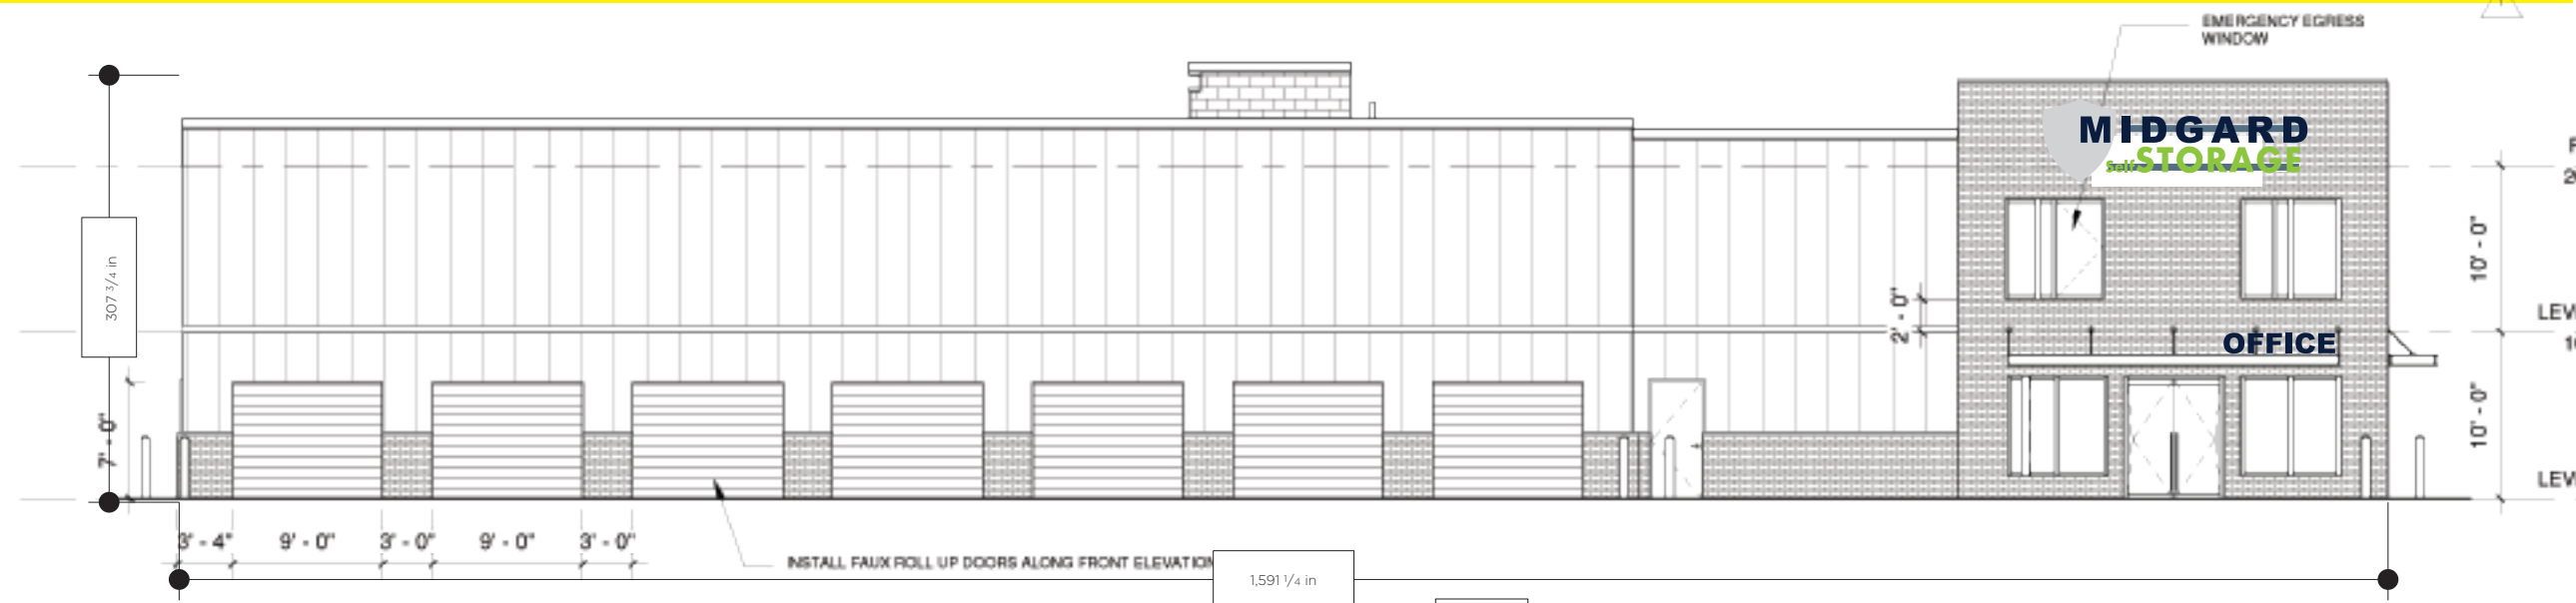 EMERGENCY EGRESS
WINDOW
MIDGARD
Self STORAGE
307 3/4 in
10' - 0"
2' - 0"
OFFICE
7' - 0"
10' - 0"
3' - 4"
9' - 0"
3' - 0"
9' - 0"
3' - 0"
INSTALL FAUX ROLL UP DOORS ALONG FRONT ELEVATION
1,591 1/4 in